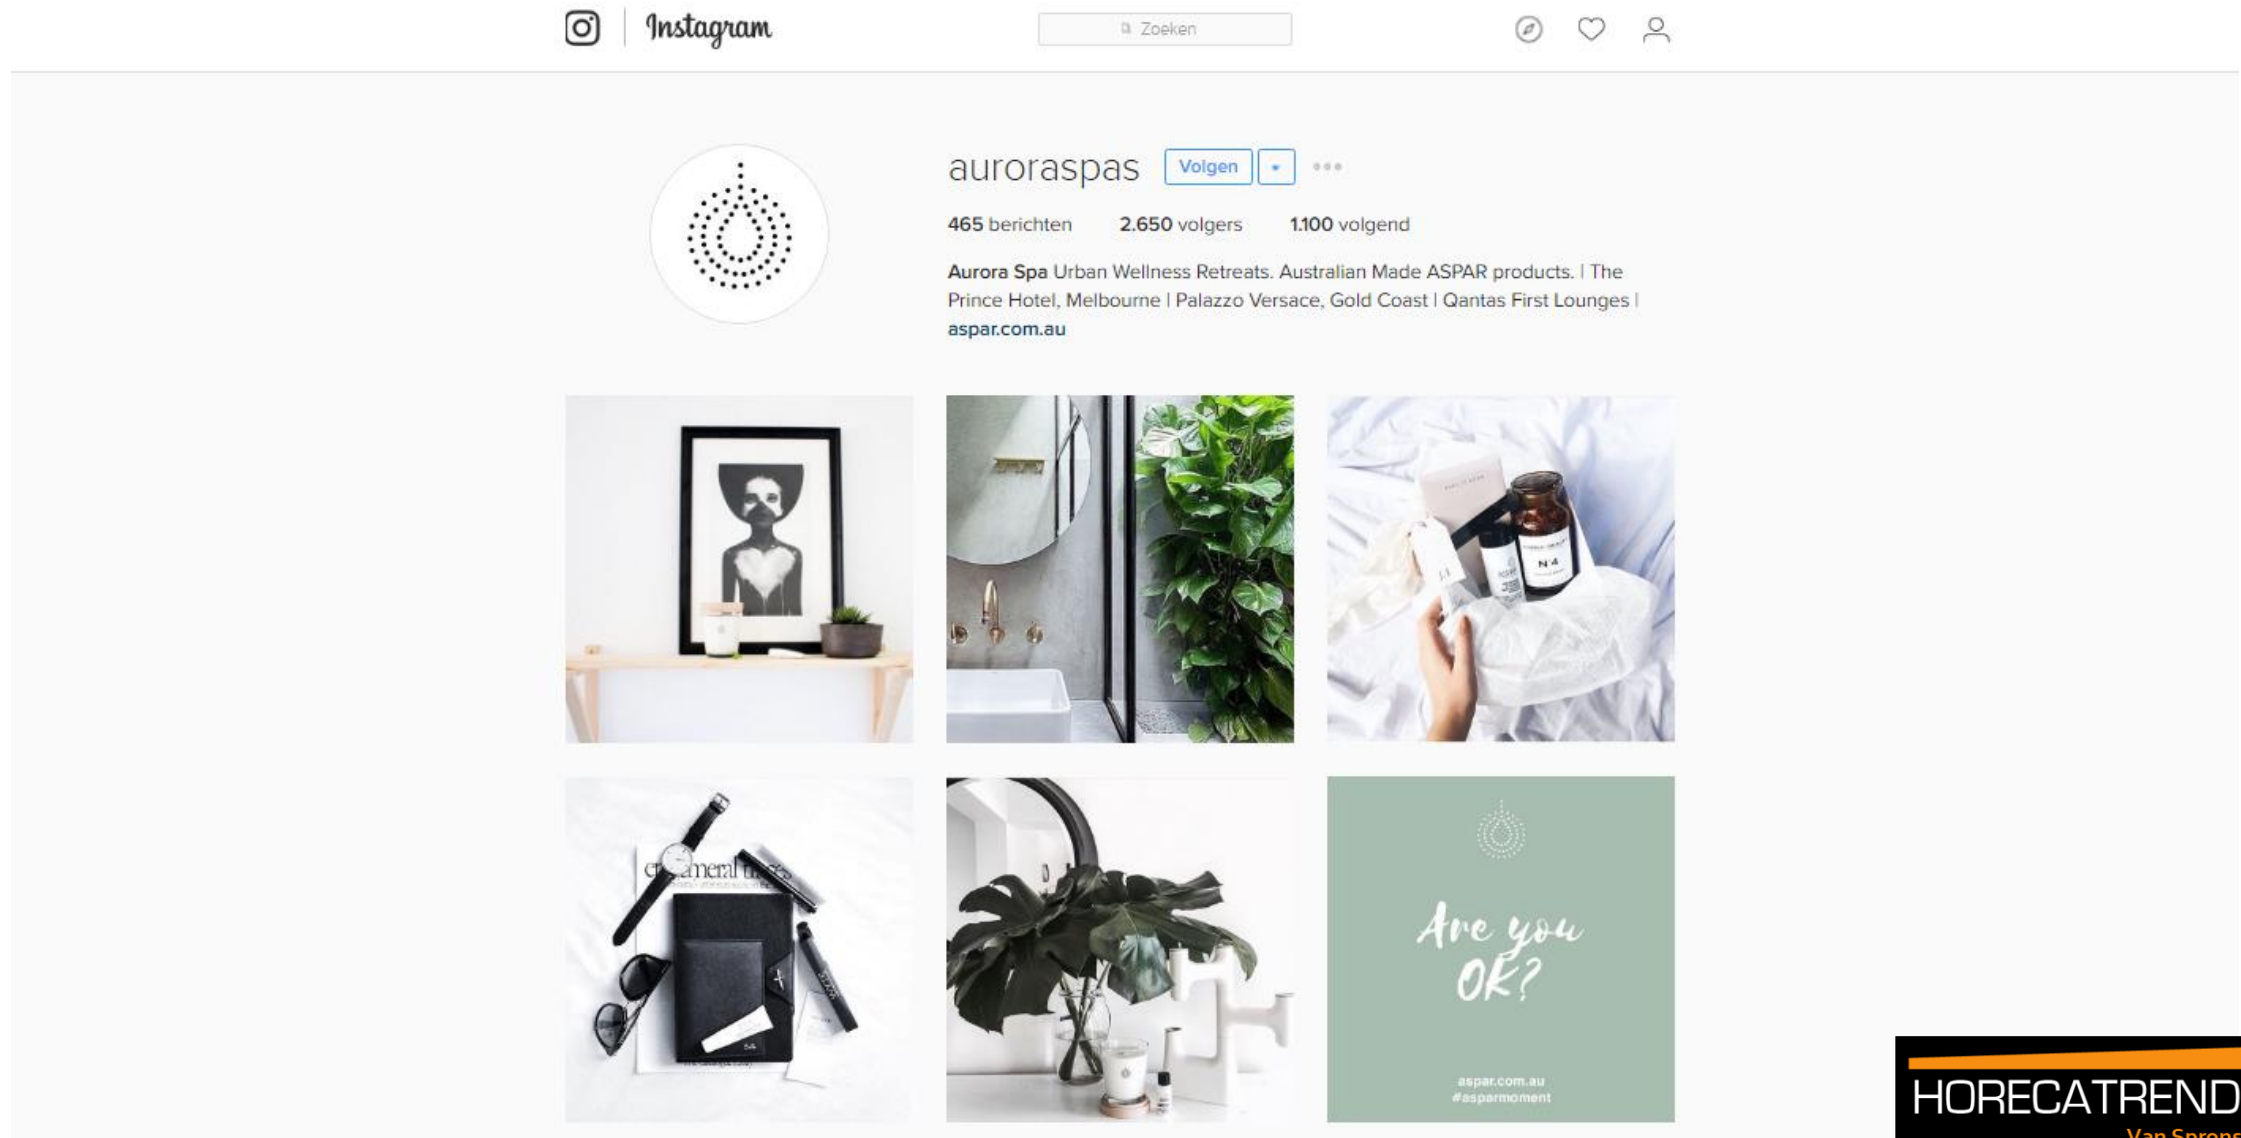 Instagram
Zoeken
auroraspas Volgen
465 berichten 2.650 volgers 1.100 volgend
Aurora Spa Urban Wellness Retreats. Australian Made ASPAR products. | The
Prince Hotel, Melbourne | Palazzo Versace, Gold Coast | Qantas First Lounges |
aspar.com.au
N 4
Are you
OK?
aspar.com.au
#asparmoment
HORECATREND